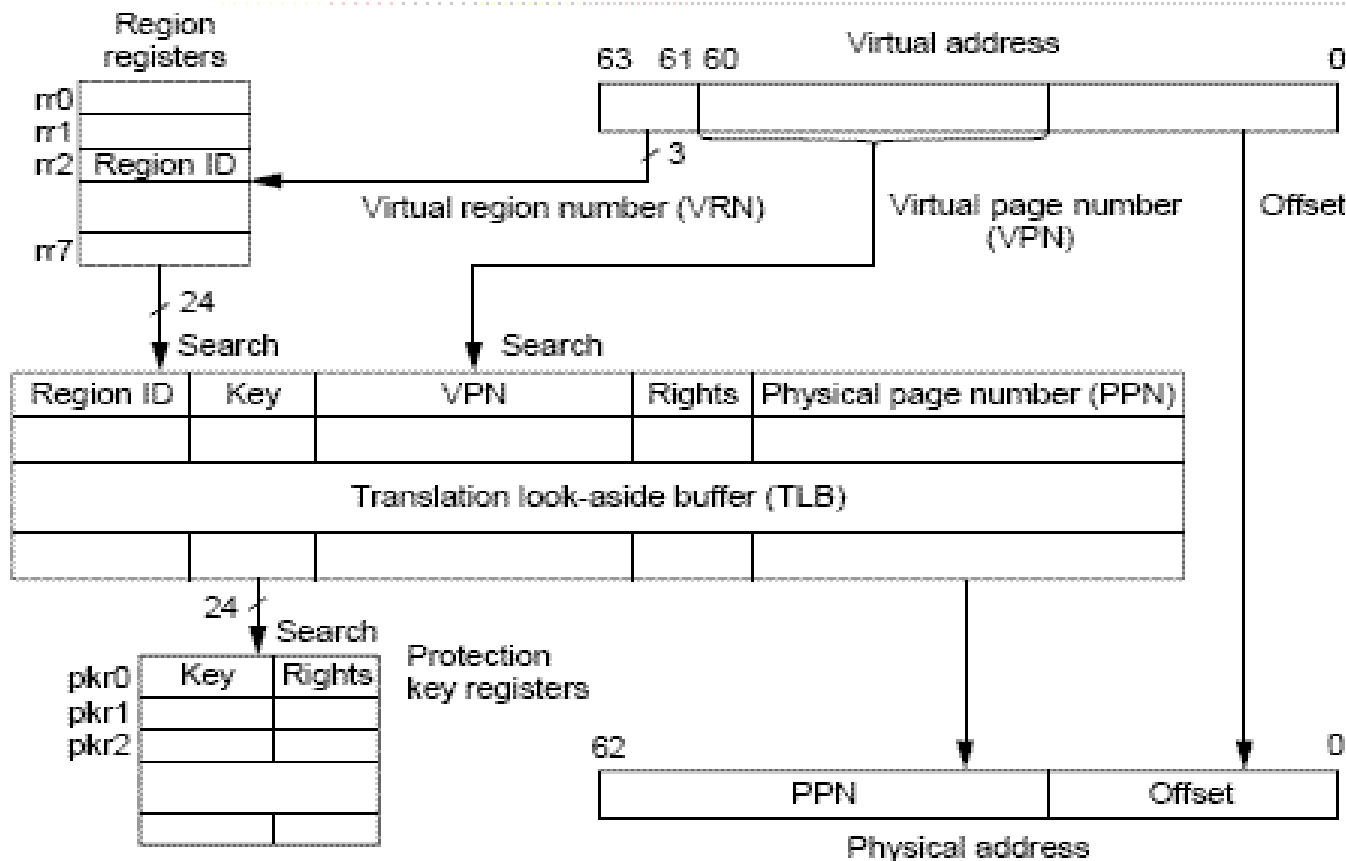 Region
registers
rr0
rr1
rr2
Region ID
rr7
Virtual address
63
61
60
0
3
Virtual region number (VRN)
Virtual page number
(VPN)
Offset
24
Search
Search
Region ID
Key
VPN
Rights
Physical page number (PPN)
Translation look-aside buffer (TLB)
24
Search
Key
Rights
pkr0
pkr1
pkr2
Protection
key registers
62
0
PPN
Offset
Physical address